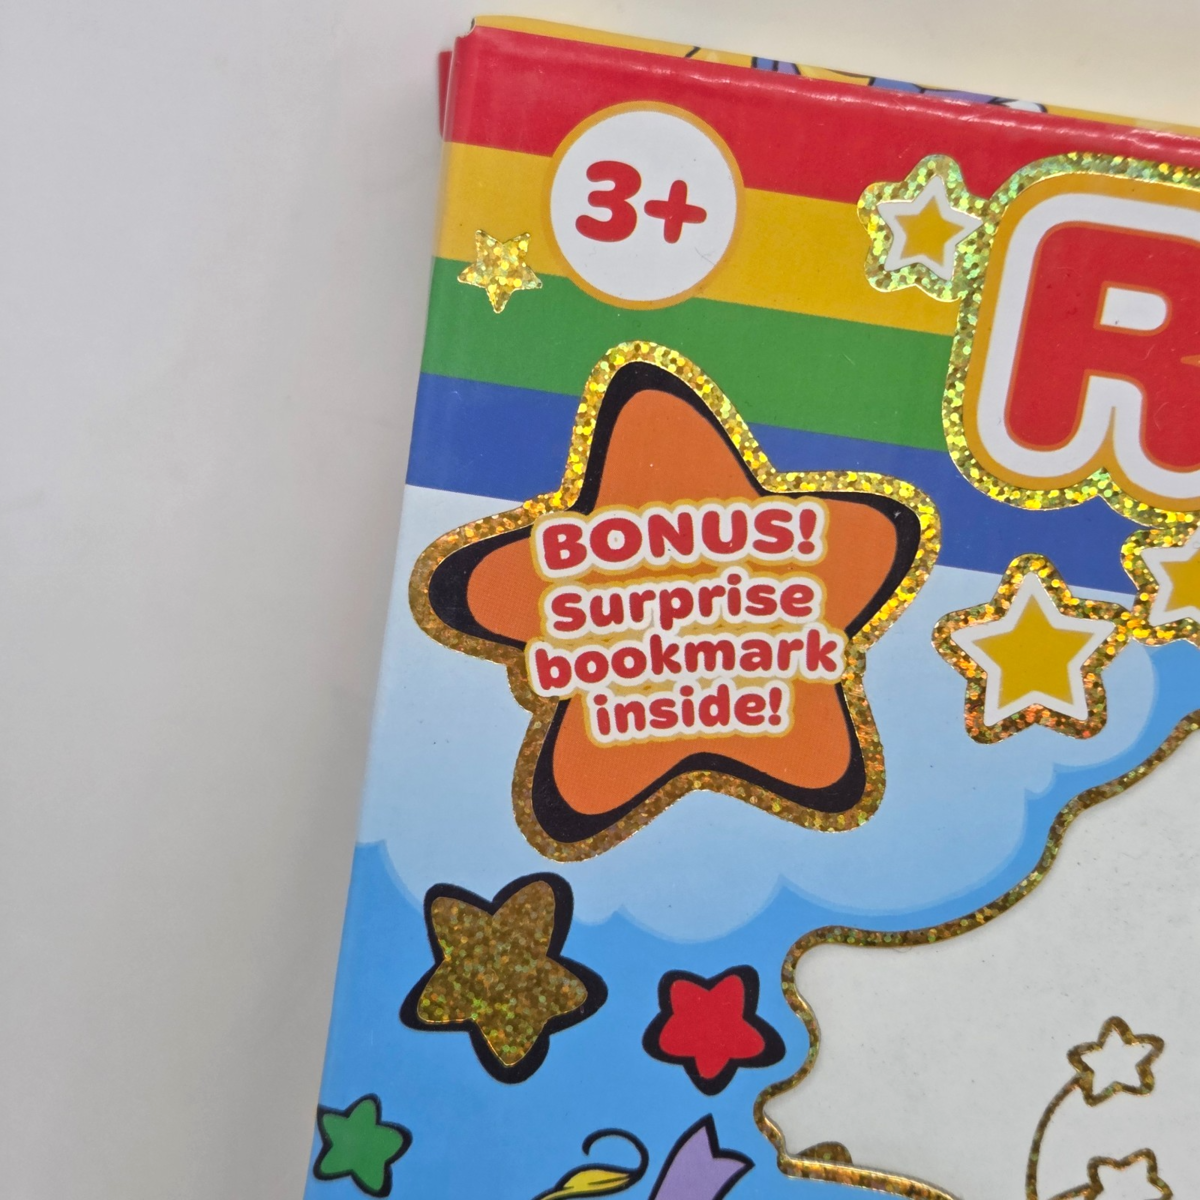 3+
R
BONUS!
surprise
bookmark
inside!